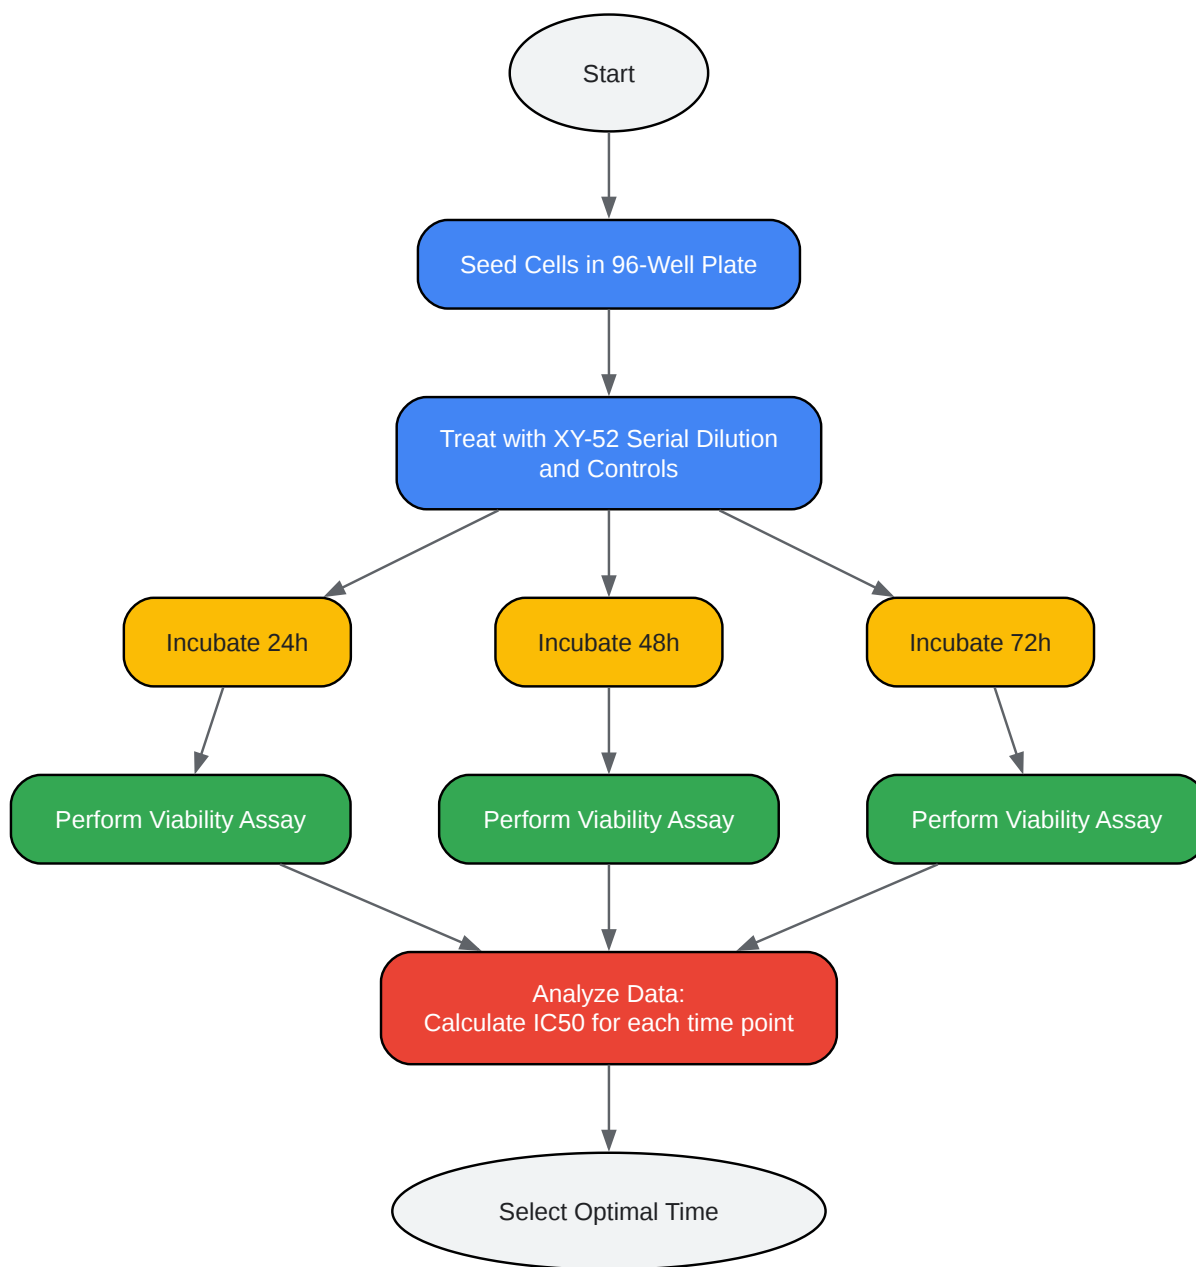 Start
Seed Cells in 96-Well Plate
Treat with XY-52 Serial Dilution
and Controls
Incubate 24h
Incubate 48h
Incubate 72h
Perform Viability Assay
Perform Viability Assay
Perform Viability Assay
Analyze Data:
Calculate IC50 for each time point
Select Optimal Time